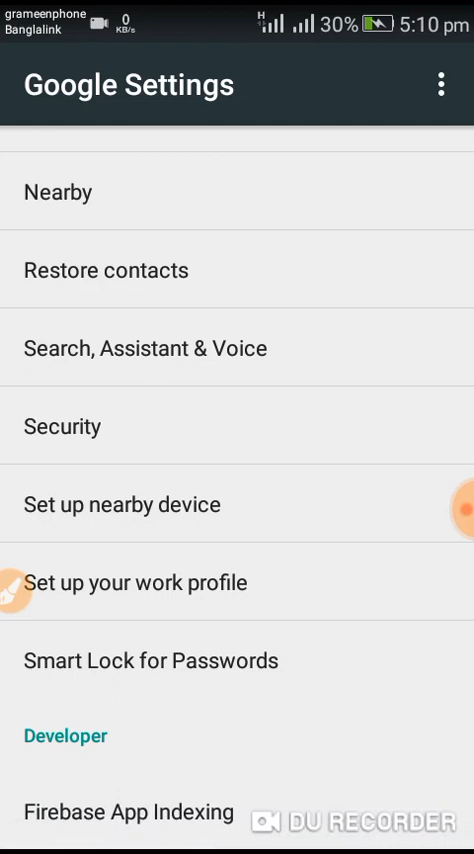 grameenphone
Banglalink
0
KB/s
H
30%
5:10 pm
Google Settings
Nearby
Restore contacts
Search, Assistant & Voice
Security
Set up nearby device
Set up your work profile
Smart Lock for Passwords
Developer
Firebase App Indexing
DU RECORDER